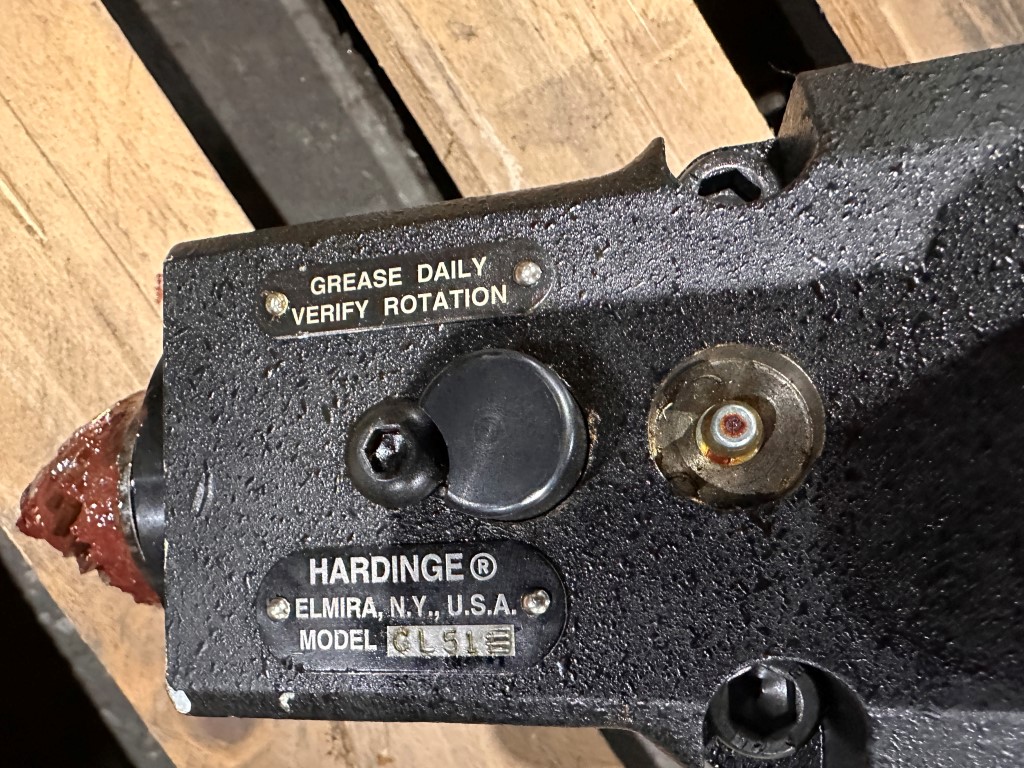 GREASE DAILY
VERIFY ROTATION
HARDINGE®
ELMIRA, N.Y., U.S.A.
MODEL